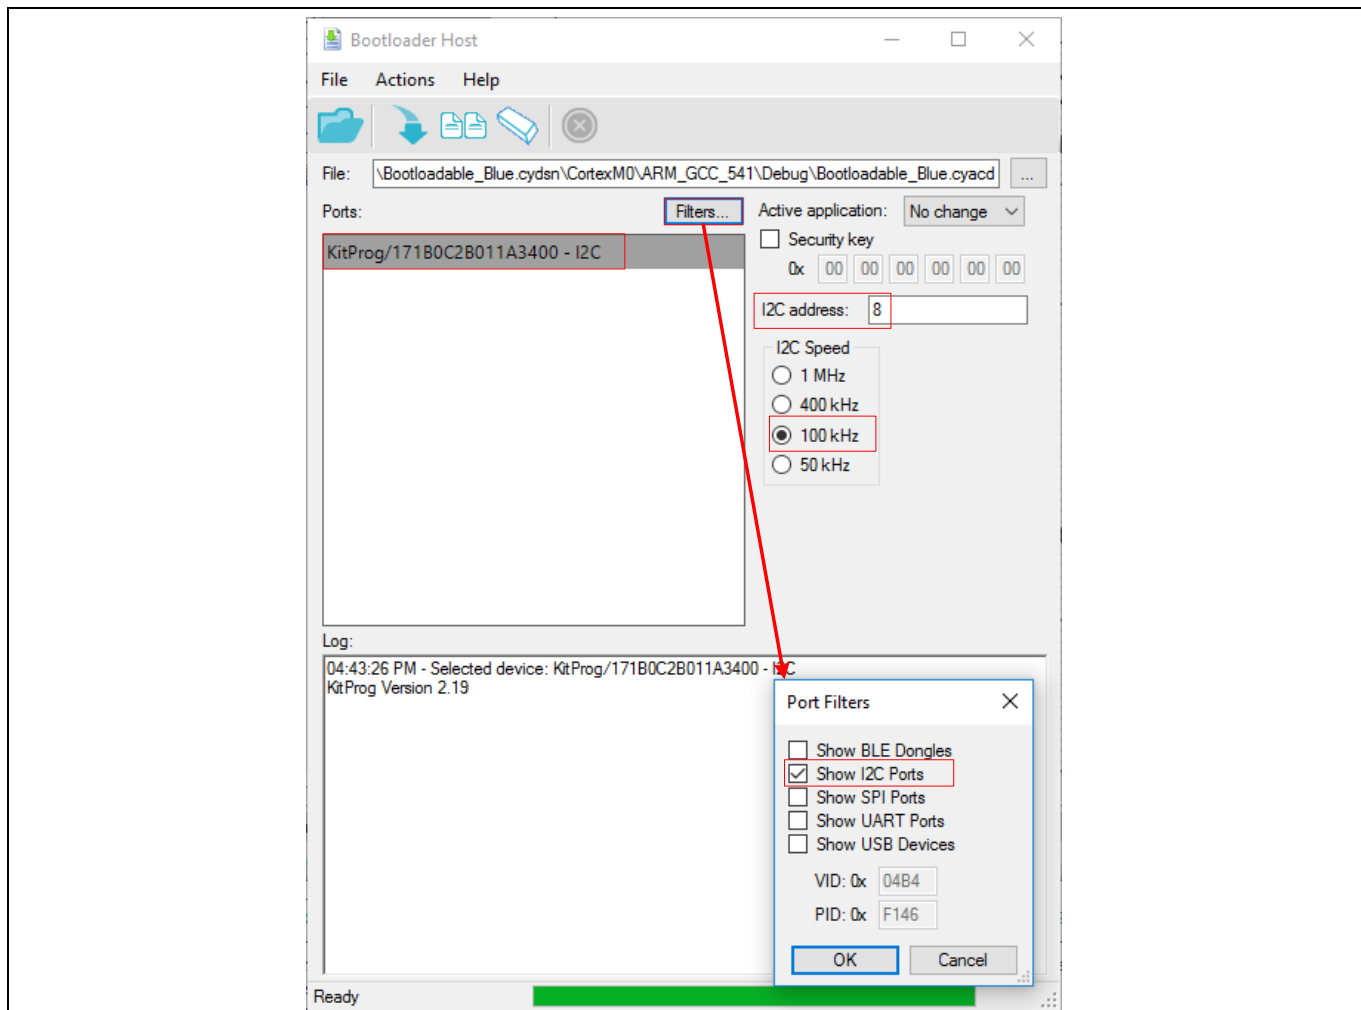 Bootloader Host
File Actions Help
File: \Bootloadable_Blue.cydsn\CortexM0\ARM_GCC_541\Debug\Bootloadable_Blue.cyacd ...
Ports: Filters... Active application: No change
Security key
KitProg/171B0C2B011A3400 - I2C
0x 00 00 00 00 00 00
I2C address: 8
I2C Speed
1 MHz
400 kHz
100 kHz
50 kHz
Log:
04:43:26 PM - Selected device: KitProg/171B0C2B011A3400 - I2C
KitProg Version 2.19
Port Filters
Show BLE Dongles
Show I2C Ports
Show SPI Ports
Show UART Ports
Show USB Devices
VID: 0x 04B4
PID: 0x F146
OK Cancel
Ready